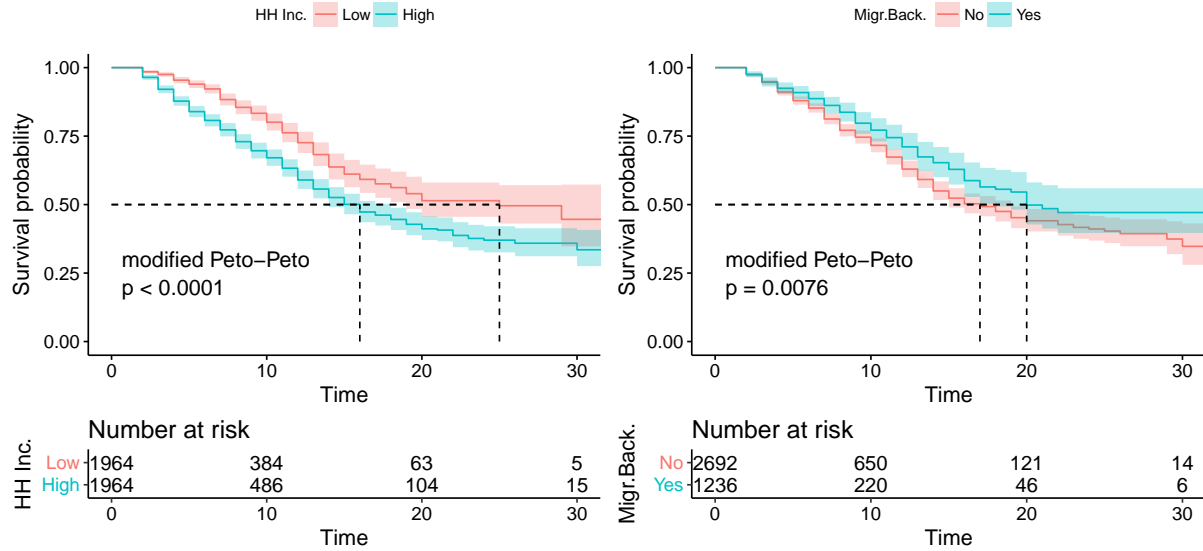 HH Inc. Low High
1.00
0.75
0.50
0.25
0.00
Survival probability
modified Peto−Peto
p < 0.0001
0 10 20 30
Time
Number at risk
HH Inc.
Low 1964 384 63 5
High 1964 486 104 15
0 10 20 30
Time
Migr.Back. No Yes
1.00
0.75
0.50
0.25
0.00
Survival probability
modified Peto−Peto
p = 0.0076
0 10 20 30
Time
Number at risk
Migr.Back.
No 2692 650 121 14
Yes 1236 220 46 6
0 10 20 30
Time